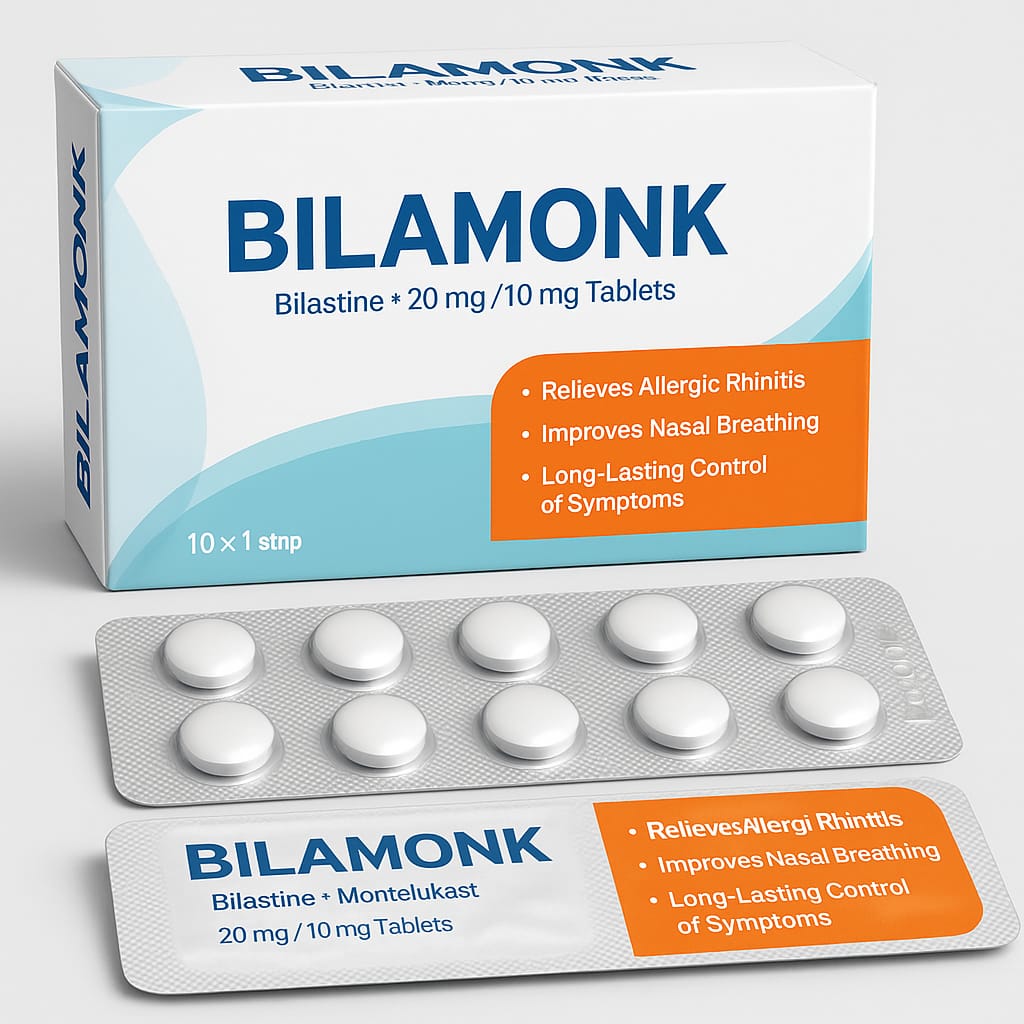 BILAMONK
BILAMONK
BILAMONK
Bilastine * 20 mg /10 mg Tablets
• Relieves Allergic Rhinitis
• Improves Nasal Breathing
• Long-Lasting Control
of Symptoms
10 × 1 stnp
BILAMONK
Bilastine + Montelukast
20 mg / 10 mg Tablets
• RelievesAllergi Rhinttls
• Improves Nasal Breathing
• Long-Lasting Control
of Symptoms